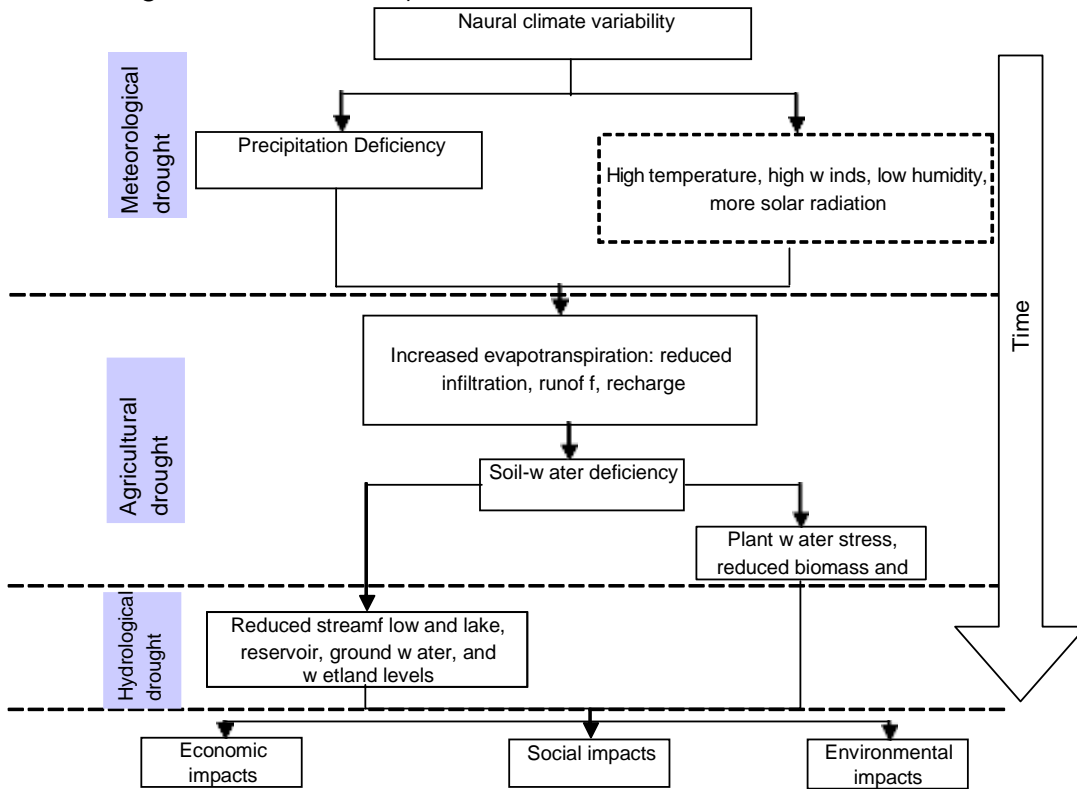 Naural climate variability
Meteorological
drought
Precipitation Deficiency
High temperature, high w inds, low humidity,
more solar radiation
Time
Increased evapotranspiration: reduced
infiltration, runof f, recharge
Agricultural
drought
Soil-w ater deficiency
Plant w ater stress,
reduced biomass and
Hydrological
drought
Reduced streamf low and lake,
reservoir, ground w ater, and
w etland levels
Economic
impacts
Social impacts
Environmental
impacts